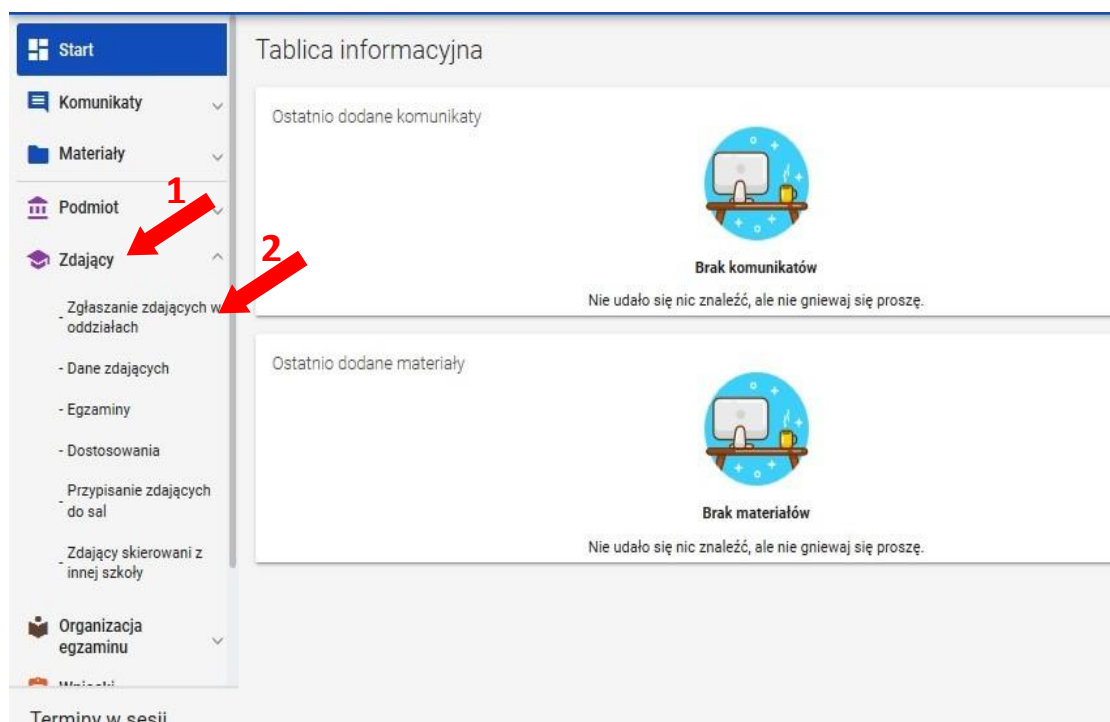 Start
Komunikaty
Materiały
Podmiot
Zdający
- Zgłaszanie zdających w
oddziałach
- Dane zdających
- Egzaminy
- Dostosowania
- Przypisanie zdających
do sal
- Zdający skierowani z
innej szkoły
Organizacja
egzaminu
Wnioski
Terminy w sesji
1
2
Tablica informacyjna
Ostatnio dodane komunikaty
Brak komunikatów
Nie udało się nic znaleźć, ale nie gniewaj się proszę.
Ostatnio dodane materiały
Brak materiałów
Nie udało się nic znaleźć, ale nie gniewaj się proszę.